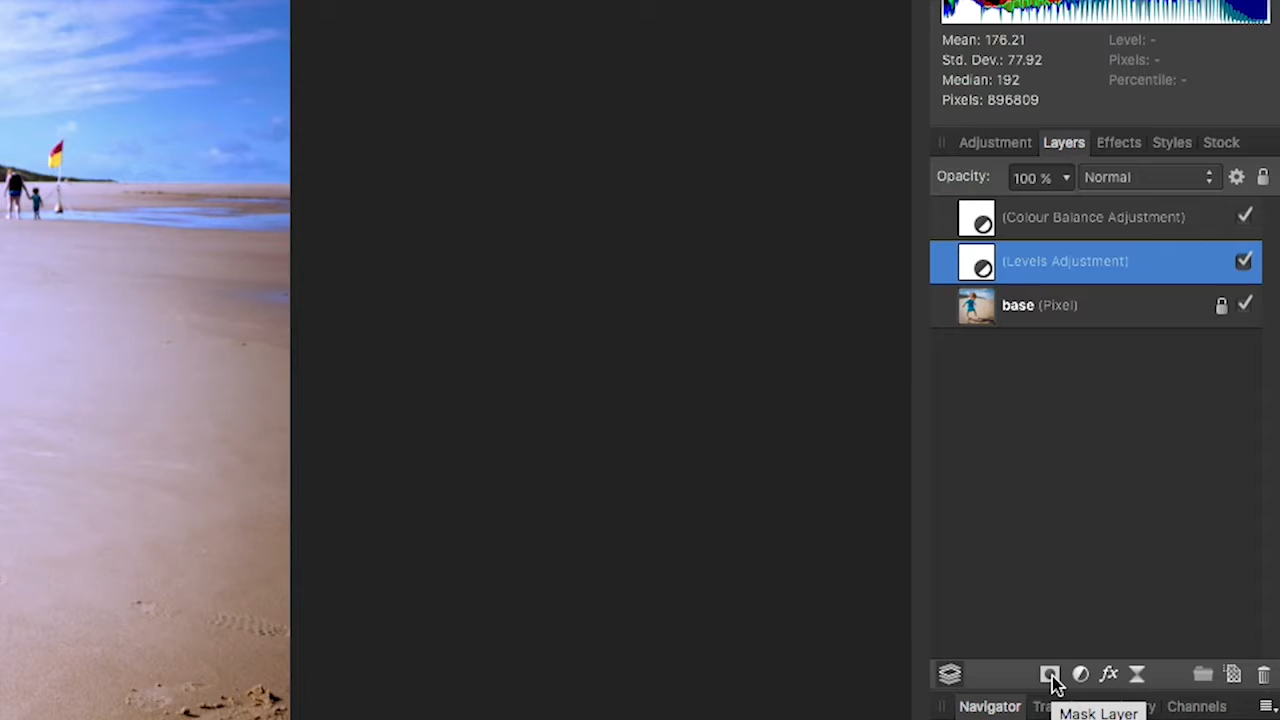 Mean: 176.21 Level: -
Std. Dev.: 77.92 Pixels: -
Median: 192 Percentile: -
Pixels: 896809
Adjustment Layers Effects Styles Stock
Opacity: 100 % Normal
(Colour Balance Adjustment)
(Levels Adjustment)
base (Pixel)
fx
Navigator Channels
Mask Layer